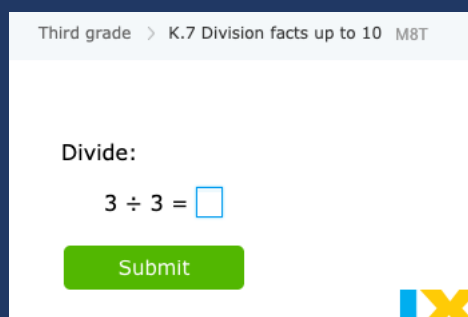 Third grade > K.7 Division facts up to 10 M8T
Divide:
3 ÷ 3 =
Submit